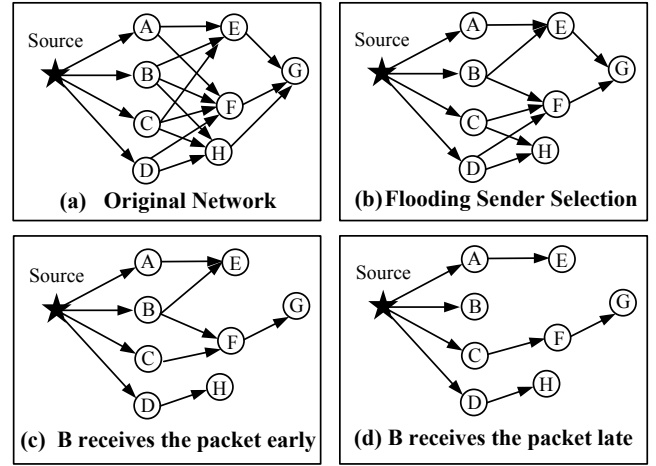 Source
A
E
B
G
C
F
D
H
(a) Original Network
Source
A
E
B
G
C
F
D
H
(b) Flooding Sender Selection
Source
A
E
B
G
C
F
D
H
(c) B receives the packet early
Source
A
E
B
G
C
F
D
H
(d) B receives the packet late